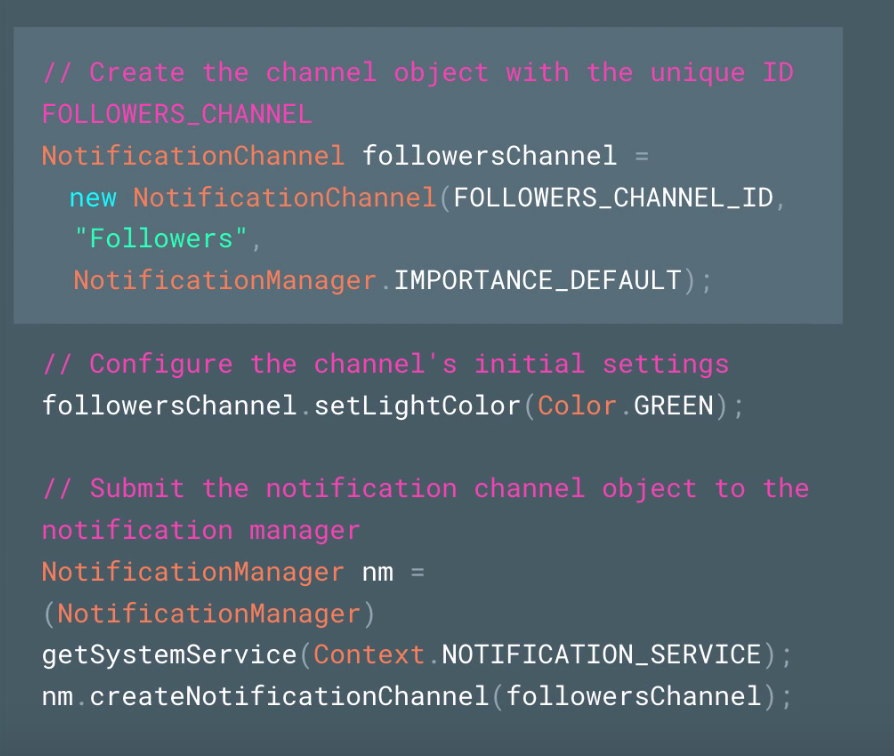 // Create the channel object with the unique ID
FOLLOWERS_CHANNEL
NotificationChannel followersChannel =
new NotificationChannel(FOLLOWERS_CHANNEL_ID,
"Followers",
NotificationManager.IMPORTANCE_DEFAULT);
// Configure the channel's initial settings
followersChannel.setLightColor(Color.GREEN);
// Submit the notification channel object to the
notification manager
NotificationManager nm =
(NotificationManager)
getSystemService(Context.NOTIFICATION_SERVICE);
nm.createNotificationChannel(followersChannel);